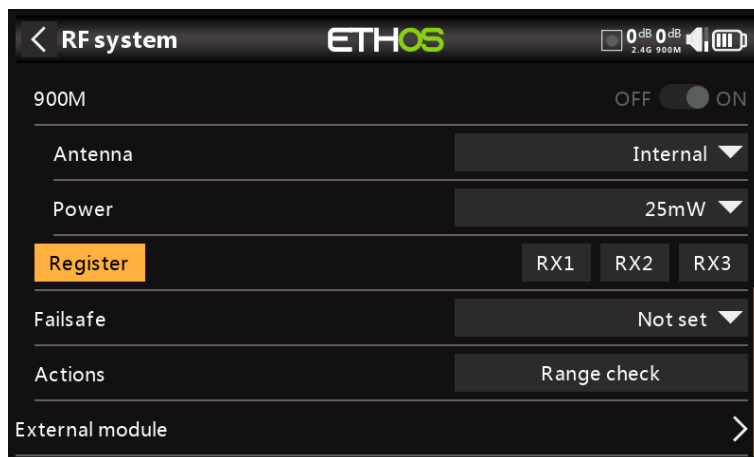 RF system ETHOS 0dB 0dB
2.4G 900M
900M OFF ON
Antenna Internal
Power 25mW
Register RX1 RX2 RX3
Failsafe Not set
Actions Range check
External module